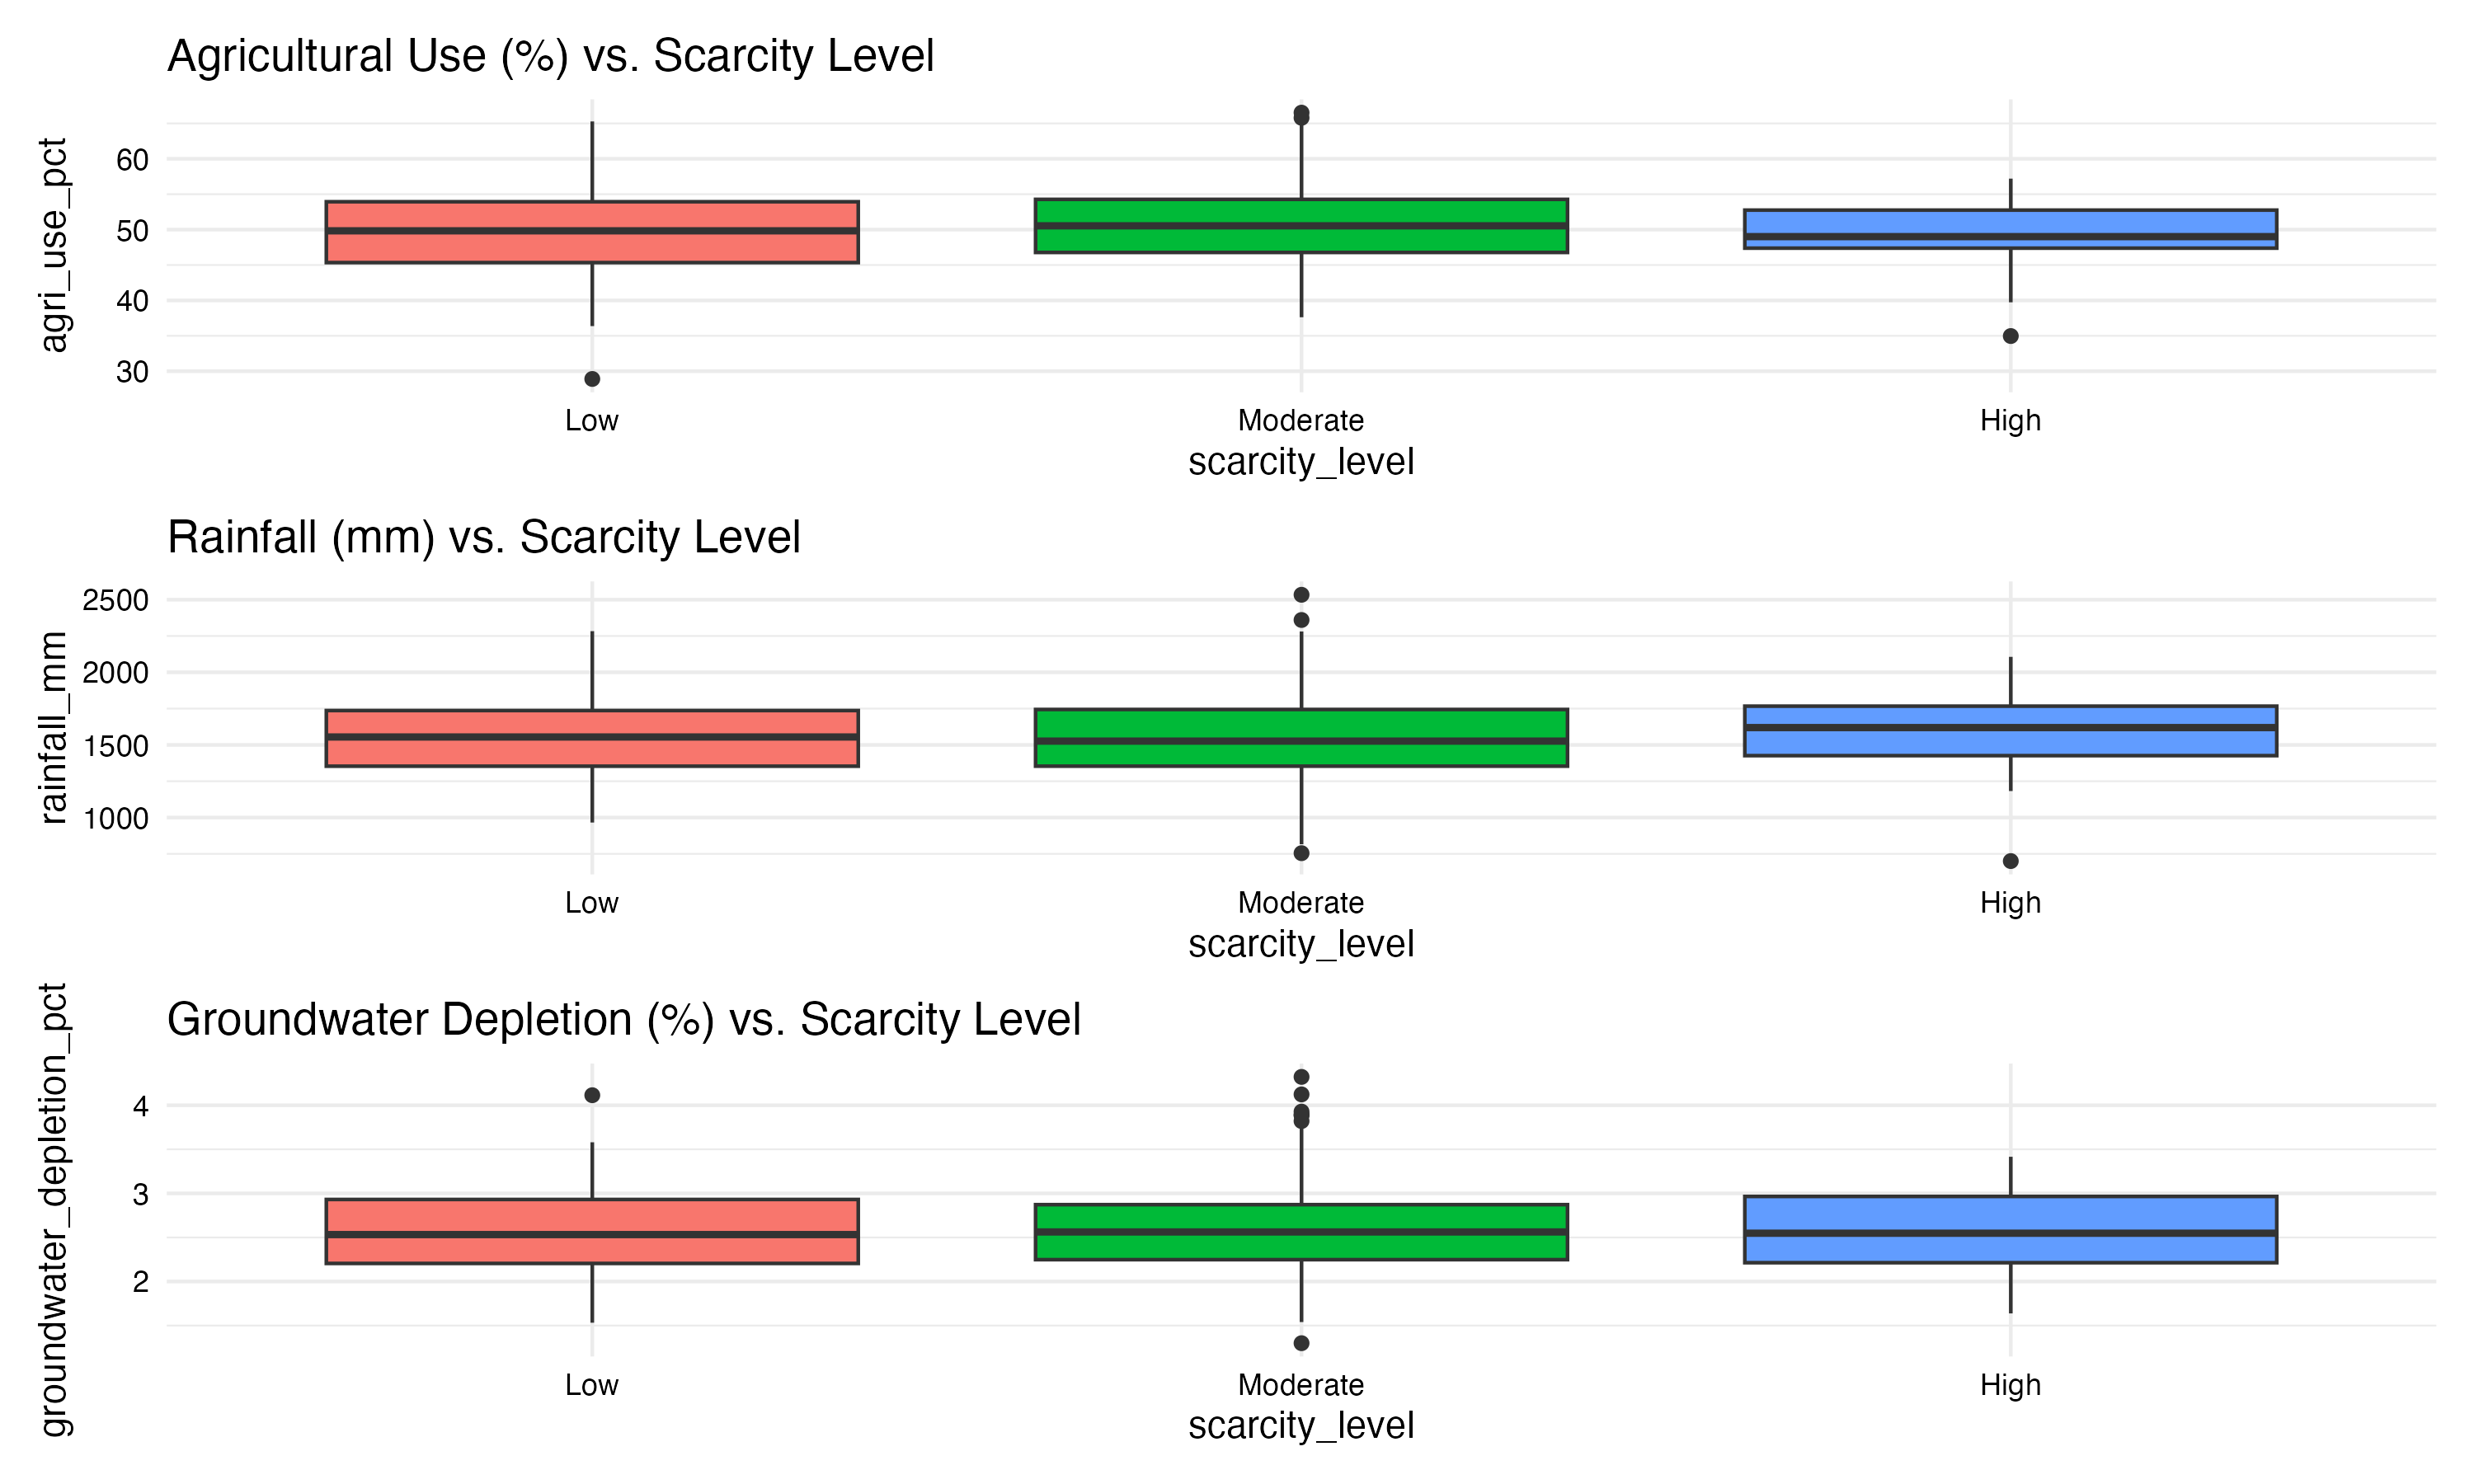 Agricultural Use (%) vs. Scarcity Level
agri_use_pct
60
50
40
30
Low
Moderate
High
scarcity_level
Rainfall (mm) vs. Scarcity Level
rainfall_mm
2500
2000
1500
1000
Low
Moderate
High
scarcity_level
Groundwater Depletion (%) vs. Scarcity Level
groundwater_depletion_pct
4
3
2
Low
Moderate
High
scarcity_level